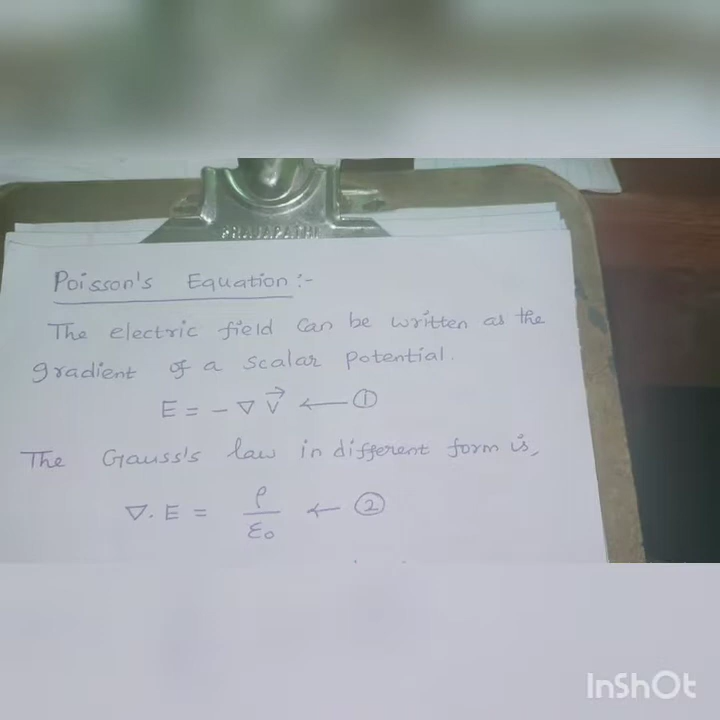 PRAJAPATHI
Poisson's Equation :-
The electric field can be written as the
gradient of a scalar potential.
E = - ∇ V⃗ ← ①
The Gauss's law in different form is,
∇. E = ρ/ε₀ ← ②
InShOt